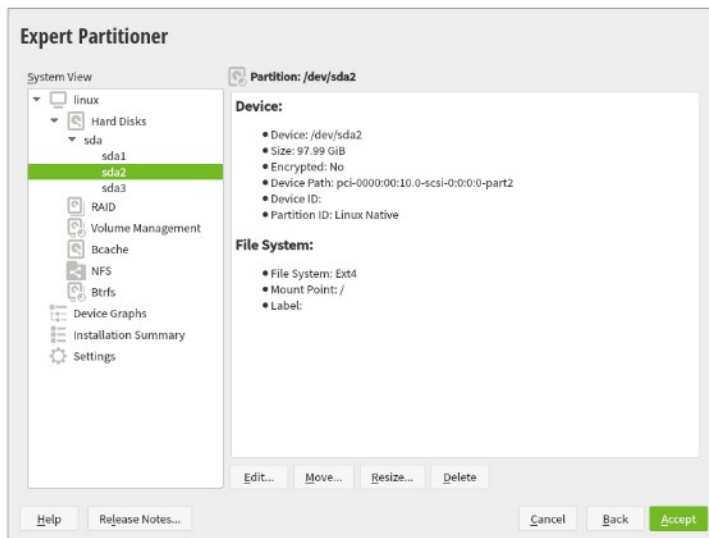 Expert Partitioner
System View
linux
Hard Disks
sda
sda1
sda2
sda3
RAID
Volume Management
Bcache
NFS
Btrfs
Device Graphs
Installation Summary
Settings
Partition: /dev/sda2
Device:
• Device: /dev/sda2
• Size: 97.99 GiB
• Encrypted: No
• Device Path: pci-0000:00:10.0-scsi-0:0:0:0-part2
• Device ID:
• Partition ID: Linux Native
File System:
• File System: Ext4
• Mount Point: /
• Label:
Edit... Move... Resize... Delete
Help Release Notes... Cancel Back Accept